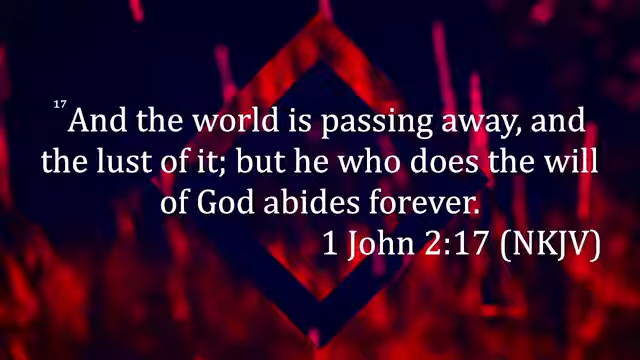 17And the world is passing away, and
the lust of it; but he who does the will
of God abides forever.
1 John 2:17 (NKJV)